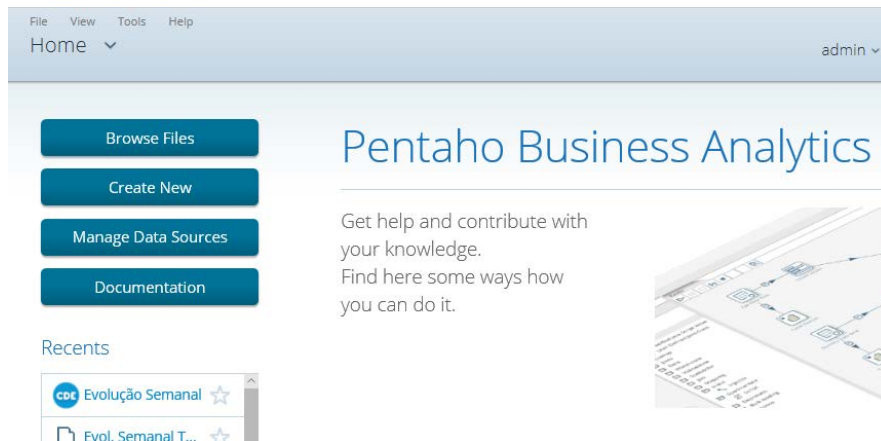 File View Tools Help
Home
admin
Browse Files
Create New
Manage Data Sources
Documentation
Pentaho Business Analytics
Get help and contribute with
your knowledge.
Find here some ways how
you can do it.
Recents
CDE Evolução Semanal
Evol. Semanal T...